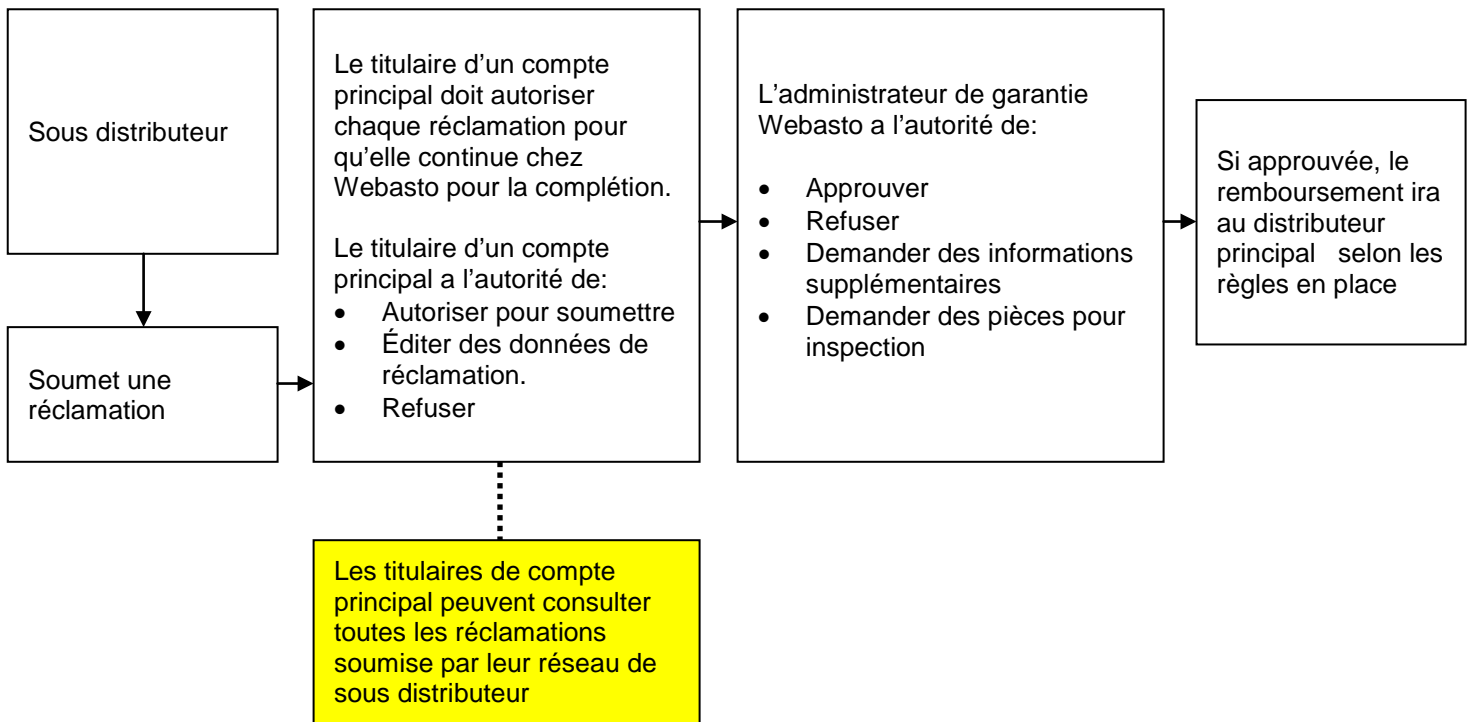 Sous distributeur
Soumet une
réclamation
Le titulaire d’un compte
principal doit autoriser
chaque réclamation pour
qu’elle continue chez
Webasto pour la complétion.
Le titulaire d’un compte
principal a l’autorité de:
• Autoriser pour soumettre
• Éditer des données de
réclamation.
• Refuser
Les titulaires de compte
principal peuvent consulter
toutes les réclamations
soumise par leur réseau de
sous distributeur
L’administrateur de garantie
Webasto a l’autorité de:
• Approuver
• Refuser
• Demander des informations
supplémentaires
• Demander des pièces pour
inspection
Si approuvée, le
remboursement ira
au distributeur
principal selon les
règles en place